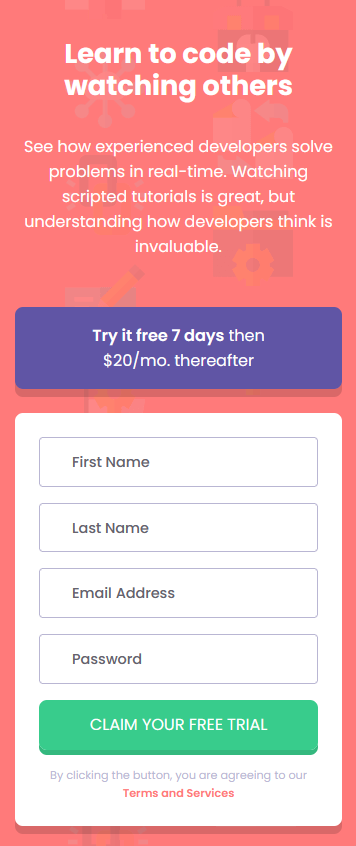 Learn to code by
watching others
See how experienced developers solve
problems in real-time. Watching
scripted tutorials is great, but
understanding how developers think is
invaluable.
Try it free 7 days then
$20/mo. thereafter
First Name
Last Name
Email Address
Password
CLAIM YOUR FREE TRIAL
By clicking the button, you are agreeing to our
Terms and Services